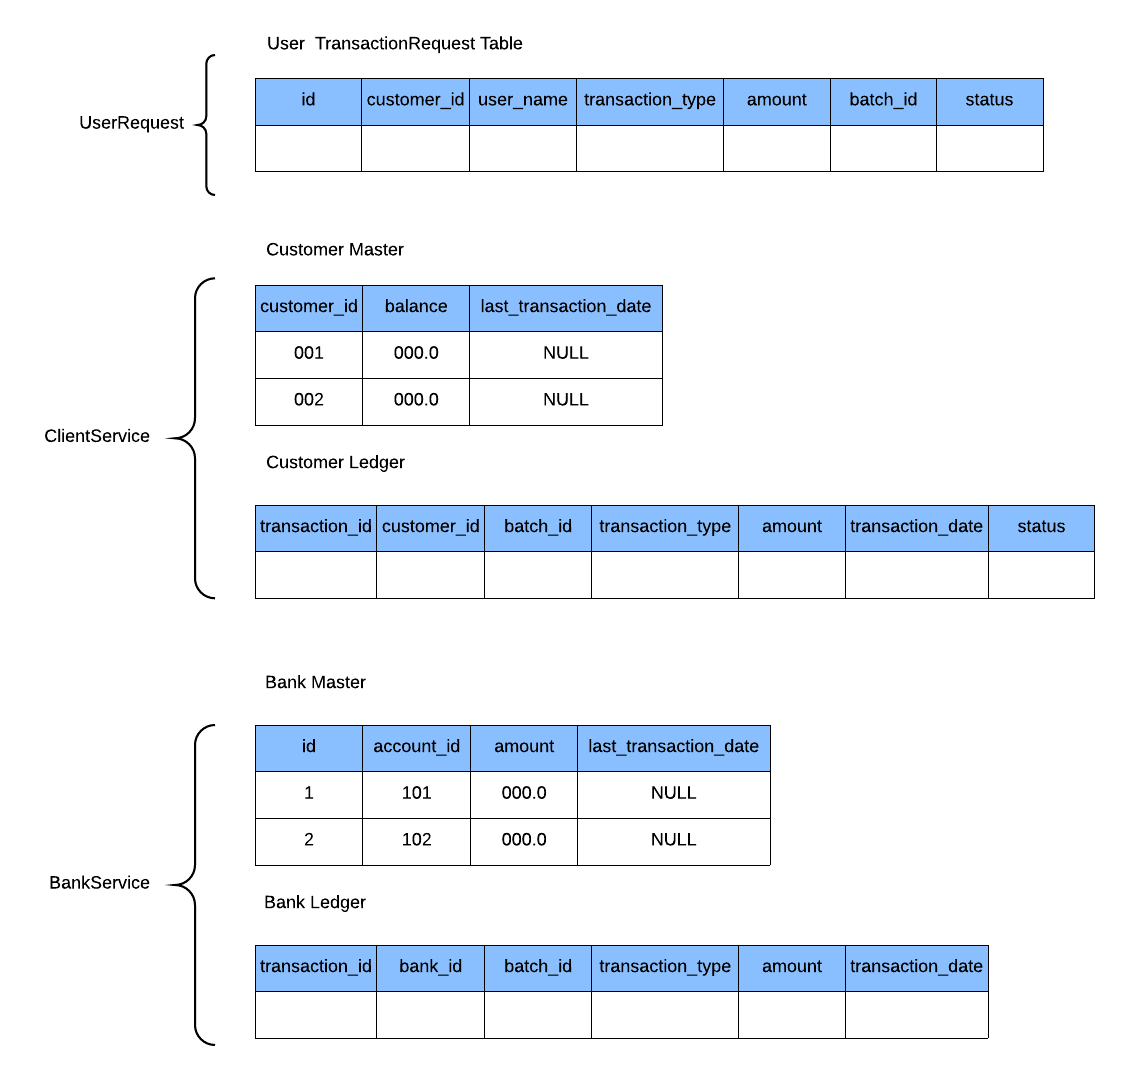 User  TransactionRequest Table
UserRequest
id customer_id user_name transaction_type amount batch_id status
Customer Master
ClientService
customer_id balance last_transaction_date
001 000.0 NULL
002 000.0 NULL
Customer Ledger
transaction_id customer_id batch_id transaction_type amount transaction_date status
Bank Master
BankService
id account_id amount last_transaction_date
1 101 000.0 NULL
2 102 000.0 NULL
Bank Ledger
transaction_id bank_id batch_id transaction_type amount transaction_date